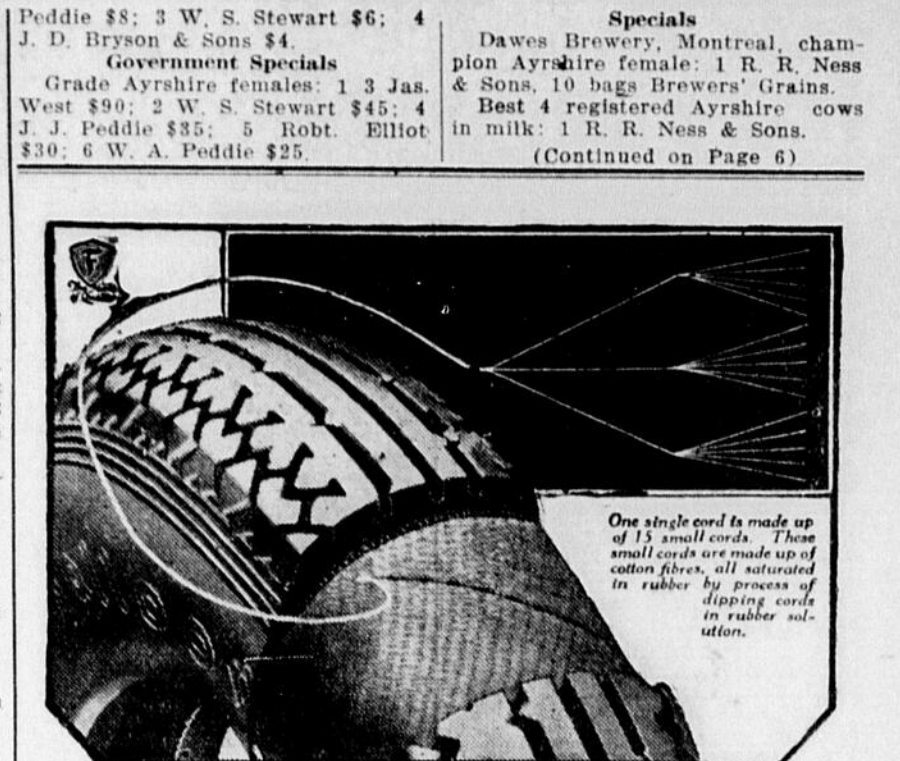 Peddie $8; 3 W. S. Stewart $6; 4
J. D. Bryson & Sons $4.
Government Specials
Grade Ayrshire females: 1 3 Jas.
West $90; 2 W. S. Stewart $45; 4
J. J. Peddie $35; 5 Robt. Elliot
$30; 6 W. A. Peddie $25.
Specials
Dawes Brewery, Montreal, cham-
pion Ayrshire female: 1 R. R. Ness
& Sons, 10 bags Brewers' Grains.
Best 4 registered Ayrshire cows
in milk: 1 R. R. Ness & Sons.
(Continued on Page 6)
F
One single cord is made up
of 15 small cords. These
small cords are made up of
cotton fibres, all saturated
in rubber by process of
dipping cords
in rubber sol-
ution.